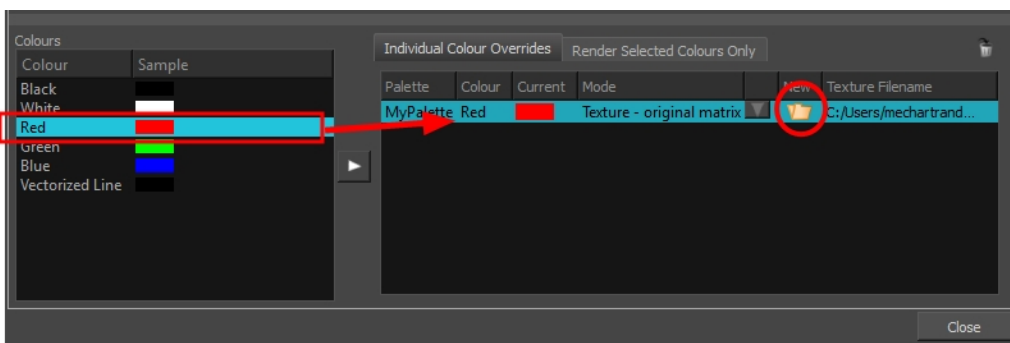 Colours
Colour Sample
Black
White
Red
Green
Blue
Vectorized Line
Individual Colour Overrides Render Selected Colours Only
Palette Colour Current Mode New Texture Filename
MyPalette Red Texture - original matrix C:/Users/mechartrand...
Close